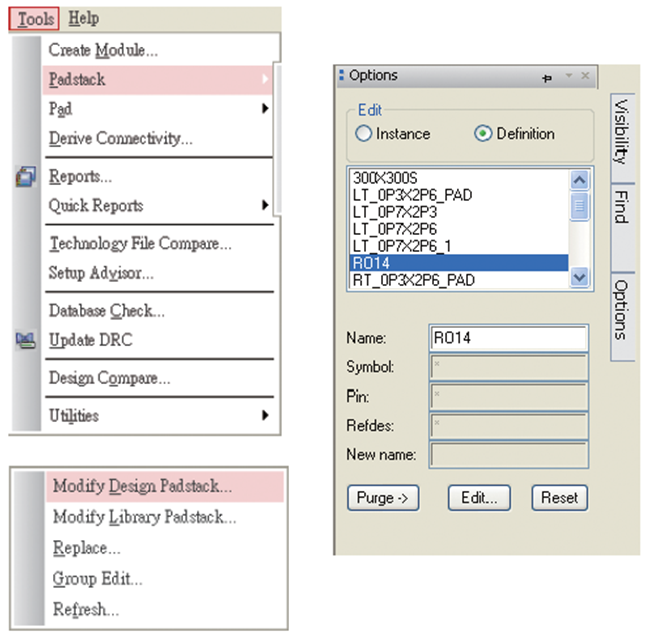 Tools Help
Create Module...
Padstack
Pad
Derive Connectivity...
Reports...
Quick Reports
Technology File Compare...
Setup Advisor...
Database Check...
Update DRC
Design Compare...
Utilities
Modify Design Padstack...
Modify Library Padstack...
Replace...
Group Edit...
Refresh...
Options
Edit
Instance Definition
300X300S
LT_0P3X2P6_PAD
LT_0P7X2P3
LT_0P7X2P6
LT_0P7X2P6_1
RO14
RT_0P3X2P6_PAD
Name: RO14
Symbol: *
Pin: *
Refdes: *
New name:
Purge -> Edit... Reset
Visibility
Find
Options